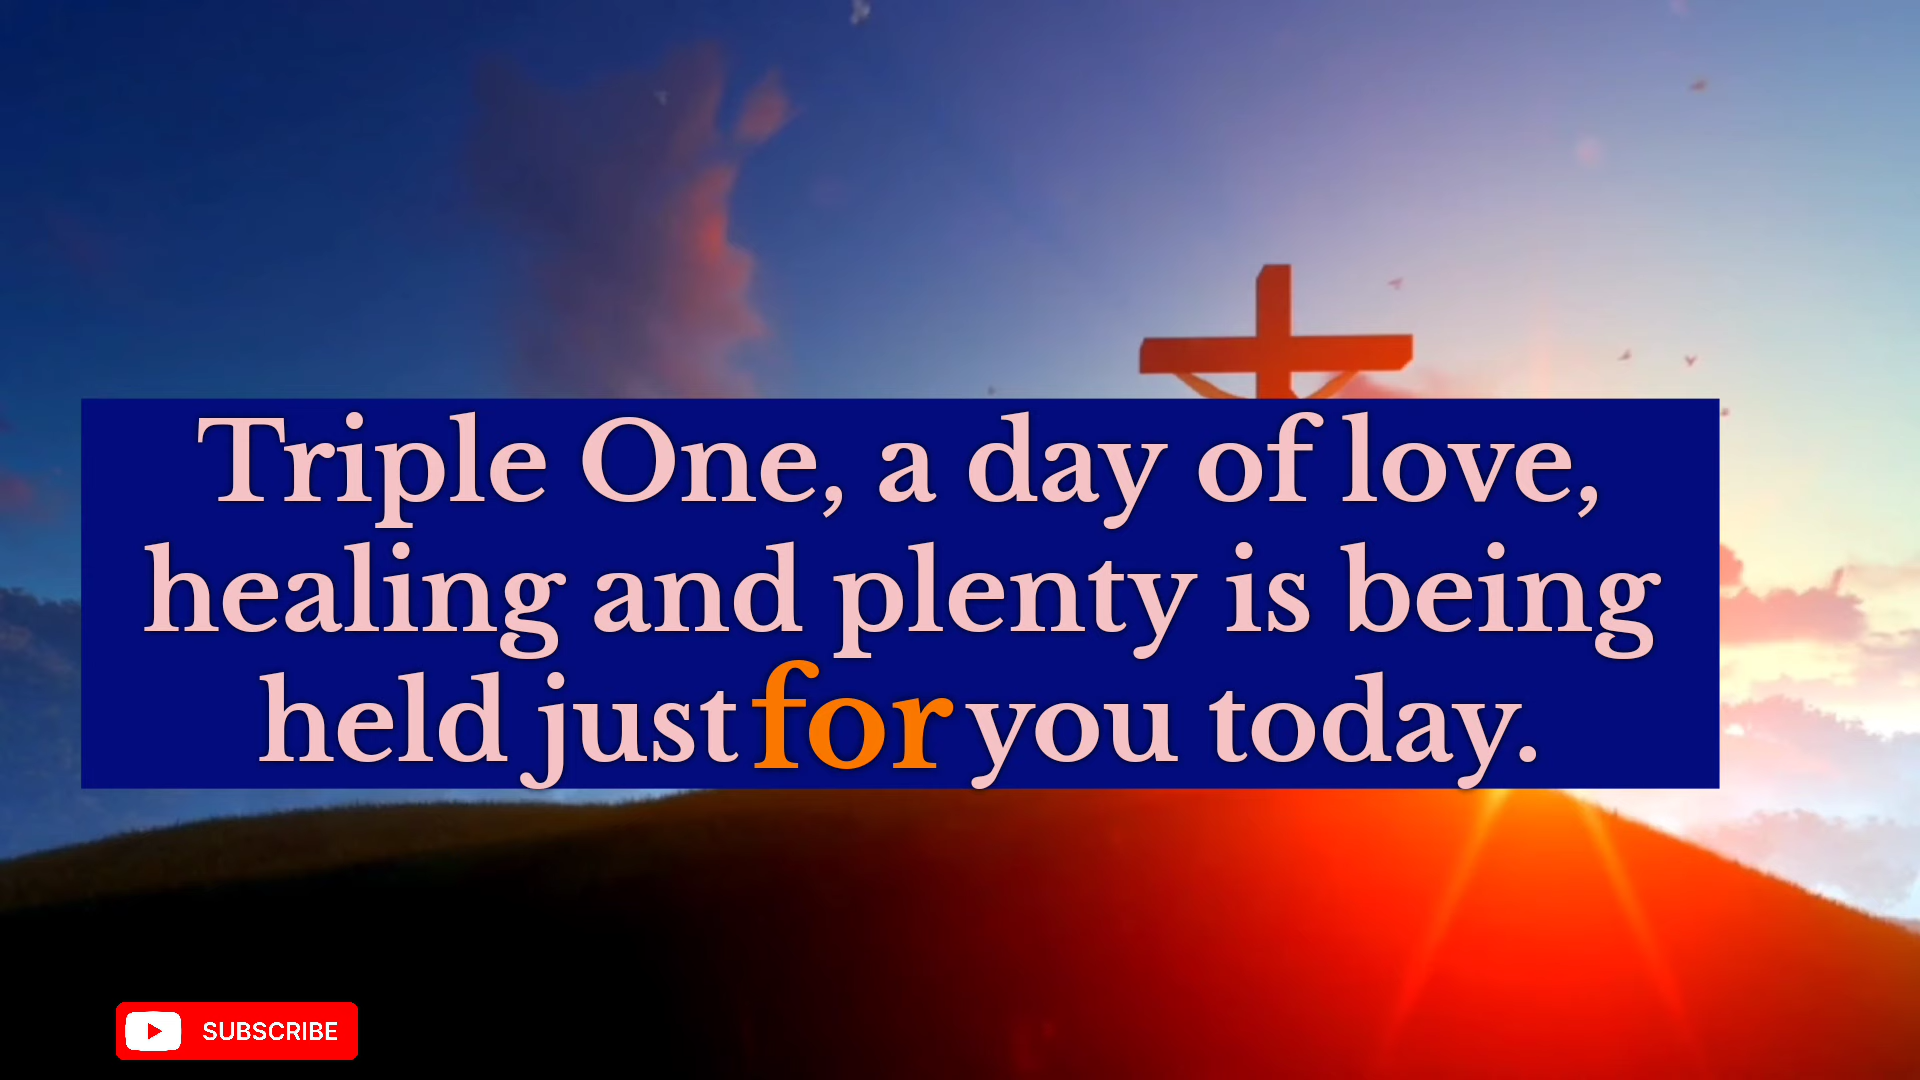 Triple One, a day of love,
healing and plenty is being
held just for you today.
SUBSCRIBE